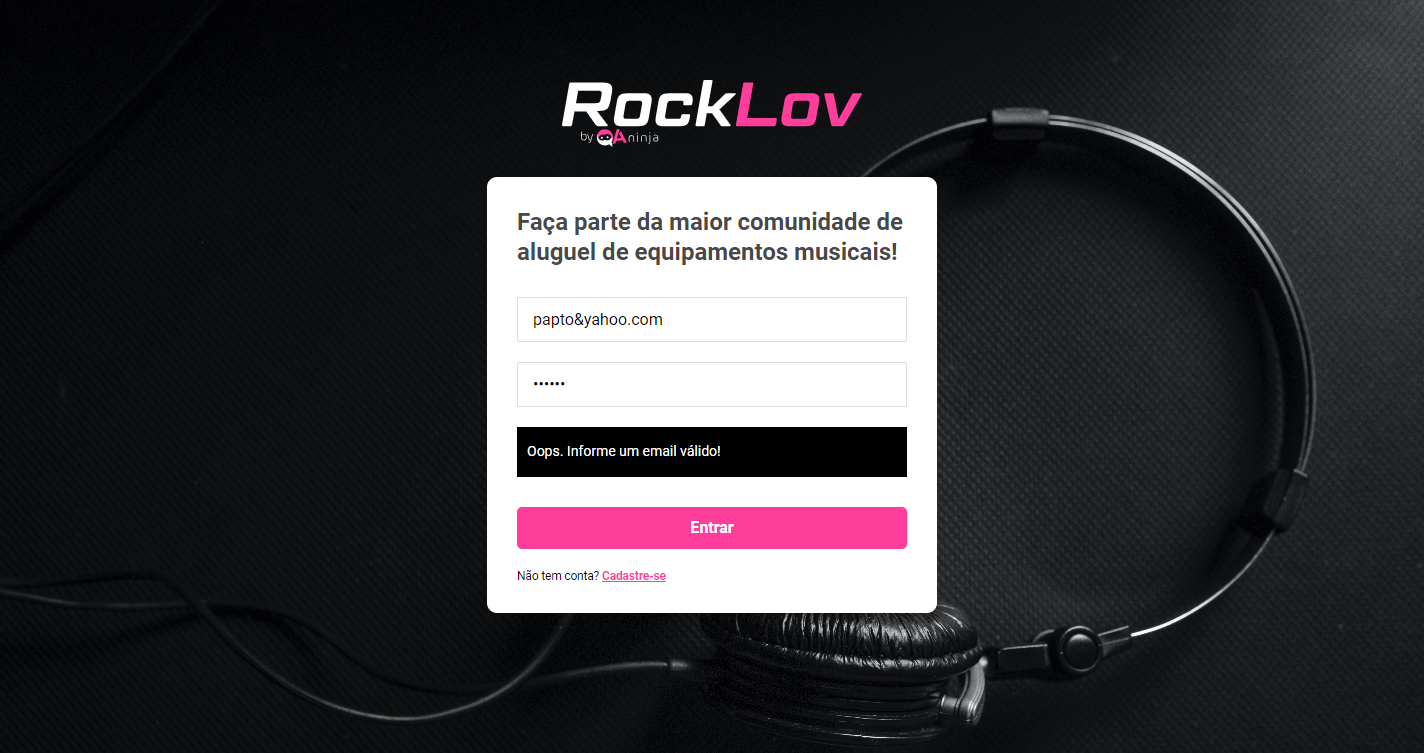 RockLov
by QAninja
Faça parte da maior comunidade de
aluguel de equipamentos musicais!
papto&yahoo.com
••••••
Oops. Informe um email válido!
Entrar
Não tem conta? Cadastre-se